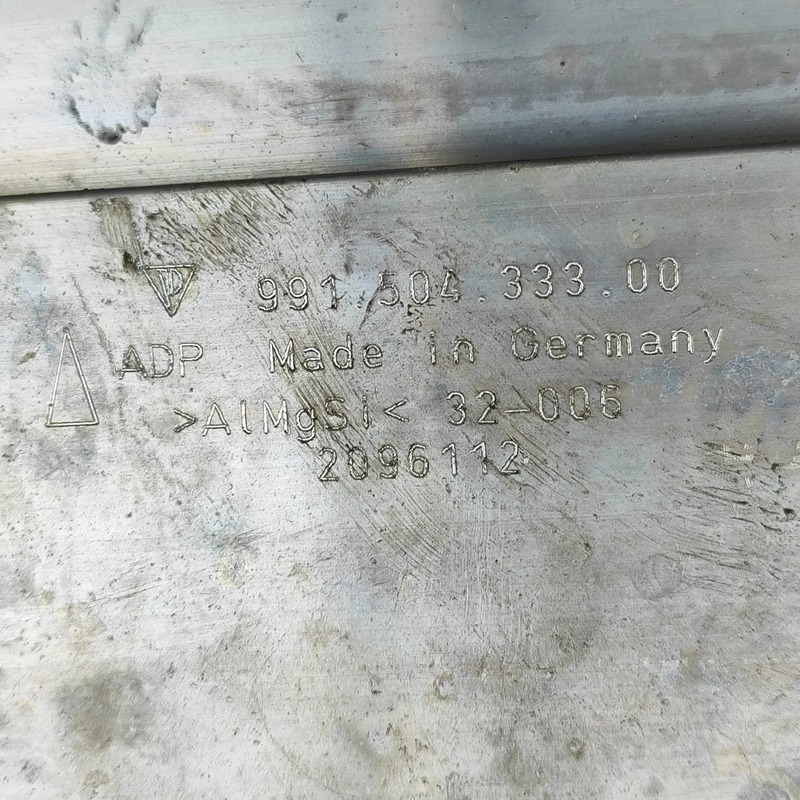 991.504.333.00
ADP Made in Germany
>AlMgSi< 32-006
2096112